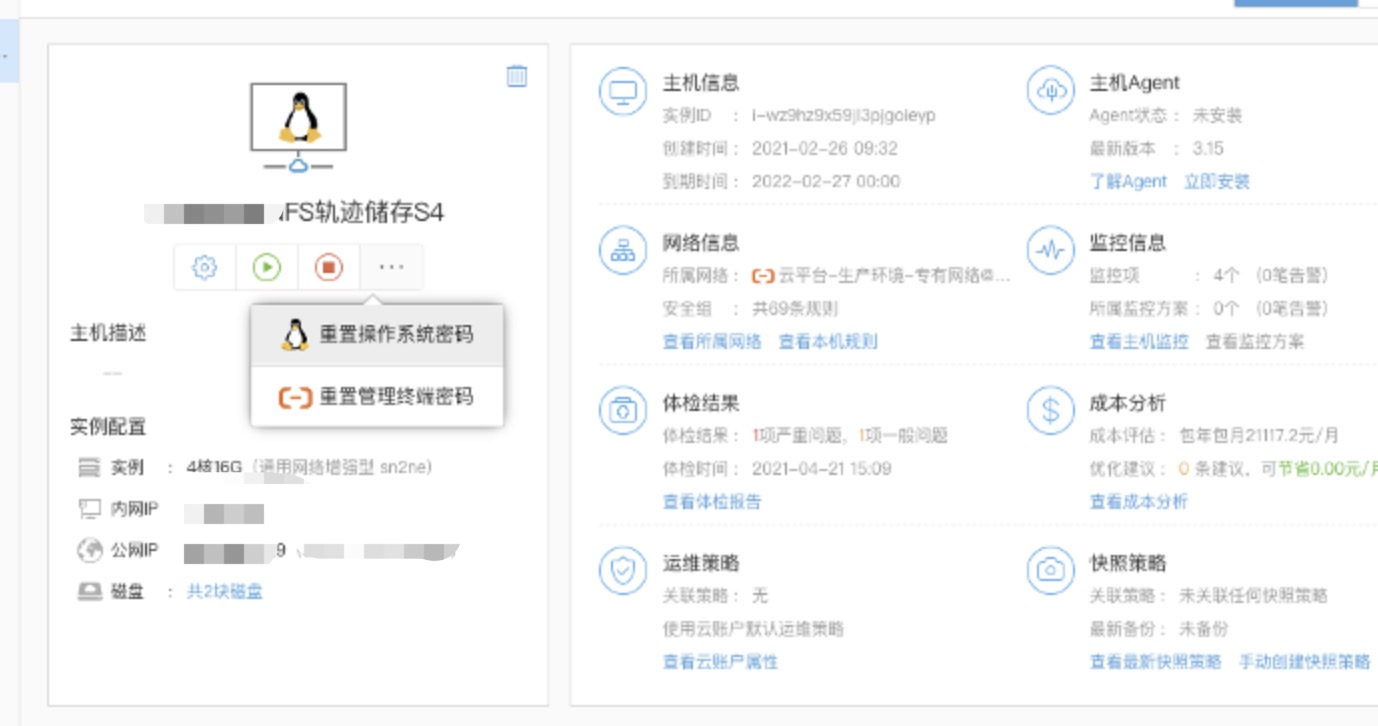 FS轨迹储存S4
···
重置操作系统密码
重置管理终端密码
主机描述
实例配置
实例 : 4核16G (通用网络增强型 sn2ne)
内网IP
公网IP 9
磁盘 : 共2块磁盘
主机信息
实例ID : i-wz9hz9x59jl3pjgoieyp
创建时间 : 2021-02-26 09:32
到期时间 : 2022-02-27 00:00
主机Agent
Agent状态 : 未安装
最新版本 : 3.15
了解Agent 立即安装
网络信息
所属网络 : 云平台-生产环境-专有网络@...
安全组 : 共69条规则
查看所属网络 查看本机规则
监控信息
监控项 : 4个 (0笔告警)
所属监控方案 : 0个 (0笔告警)
查看主机监控 查看监控方案
体检结果
体检结果 : 1项严重问题, 1项一般问题
体检时间 : 2021-04-21 15:09
查看体检报告
成本分析
成本评估 : 包年包月21117.2元/月
优化建议 : 0 条建议, 可节省0.00元/月
查看成本分析
运维策略
关联策略 : 无
使用云账户默认运维策略
查看云账户属性
快照策略
关联策略 : 未关联任何快照策略
最新备份 : 未备份
查看最新快照策略 手动创建快照策略